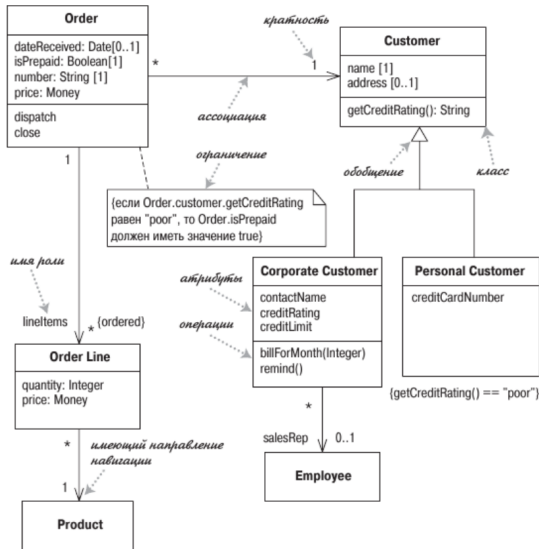 Order
dateReceived: Date[0..1]
isPrepaid: Boolean[1]
number: String [1]
price: Money
dispatch
close
*
1
кратность
ассоциация
Customer
name [1]
address [0..1]
getCreditRating(): String
1
ограничение
обобщение
класс
{если Order.customer.getCreditRating
равен "poor", то Order.isPrepaid
должен иметь значение true}
имя роли
lineItems
* {ordered}
атрибуты
операции
Corporate Customer
contactName
creditRating
creditLimit
billForMonth(Integer)
remind()
Personal Customer
creditCardNumber
{getCreditRating() == "poor"}
Order Line
quantity: Integer
price: Money
*
имеющий направление
навигации
1
Product
*
salesRep
0..1
Employee